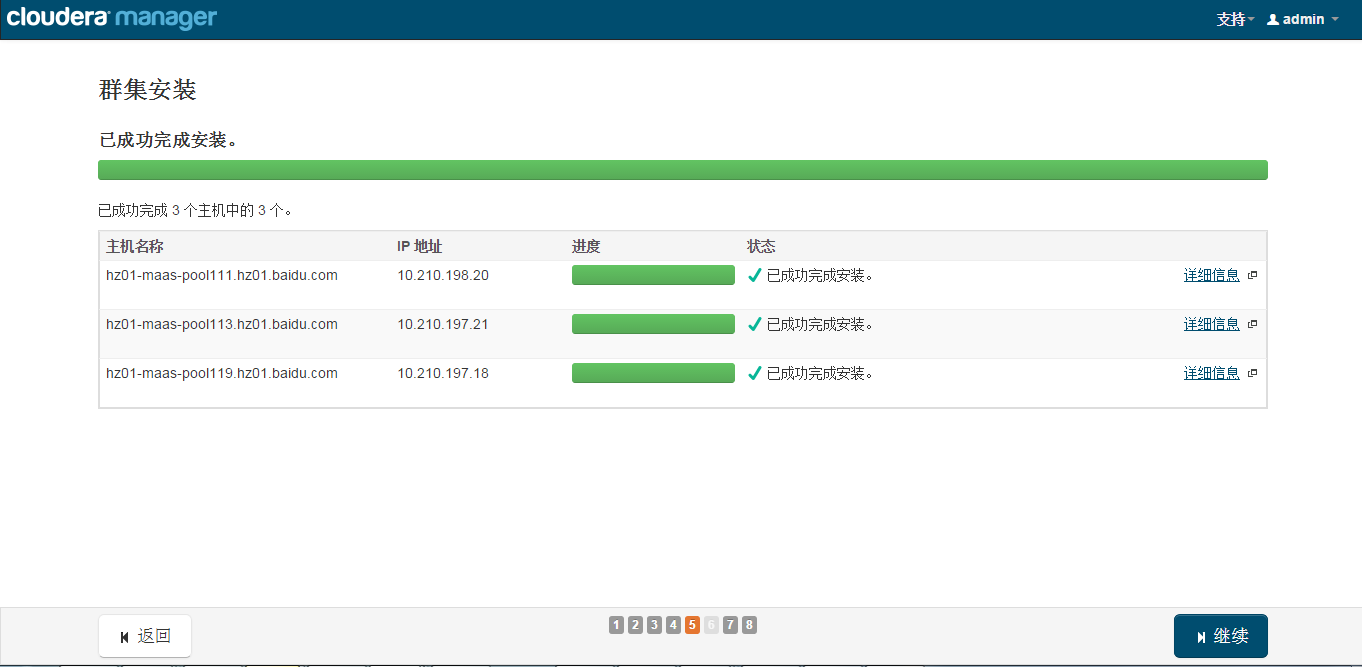 cloudera manager 支持 admin
群集安装
已成功完成安装。
已成功完成 3 个主机中的 3 个。
主机名称 IP 地址 进度 状态
hz01-maas-pool111.hz01.baidu.com 10.210.198.20 已成功完成安装。 详细信息
hz01-maas-pool113.hz01.baidu.com 10.210.197.21 已成功完成安装。 详细信息
hz01-maas-pool119.hz01.baidu.com 10.210.197.18 已成功完成安装。 详细信息
返回 1 2 3 4 5 6 7 8 继续